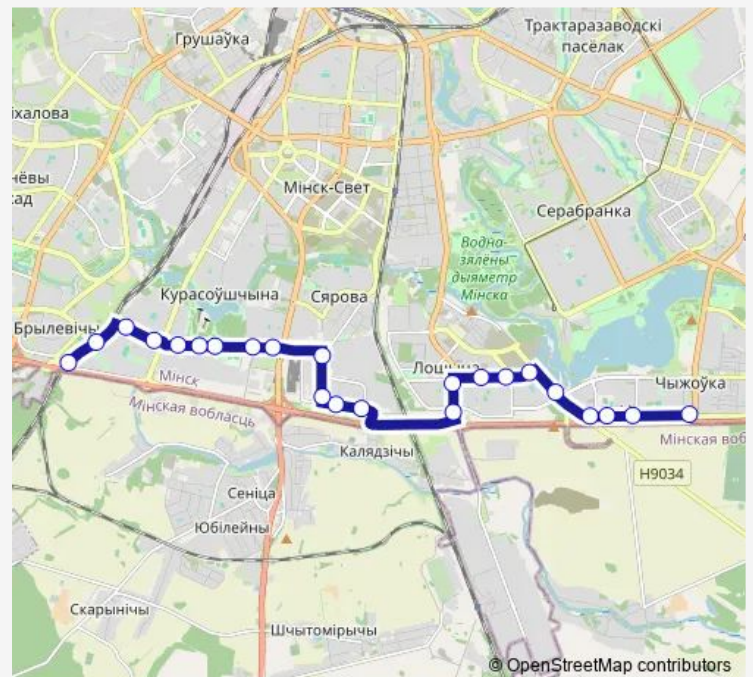 Трактаразаводскі
пасёлак
Грушаўка
іхалова
нёвы
ад
Мінск-Свет
Серабранка
Водна-
зялёны
дыяметр
Мінска
Курасоўшчына
Сярова
Брылевічы
Лошыца
Чыжоўка
Мінск
Мінская вобласць
Мінская воб
Калядзічы
H9034
Сеніца
Юбілейны
Скарынічы
Шчытомірычы
© OpenStreetMap contributors